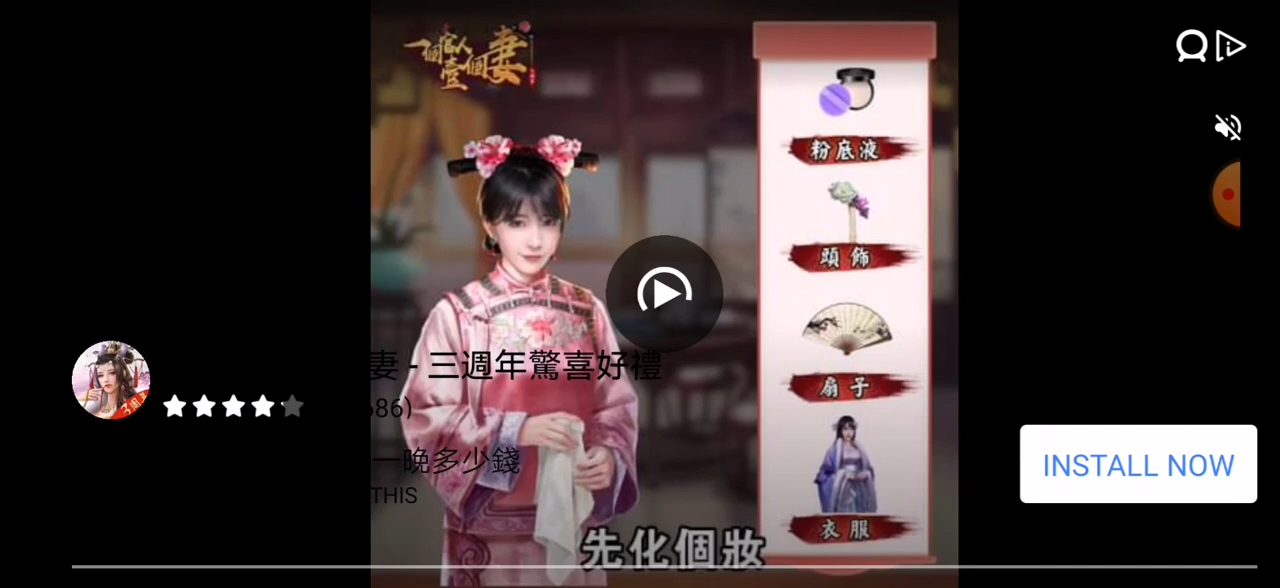 一個官人
壹個妻
粉底液
頭飾
扇子
妻 - 三週年驚喜好禮
686)
一晚多少錢
THIS
衣服
INSTALL NOW
先化個妝